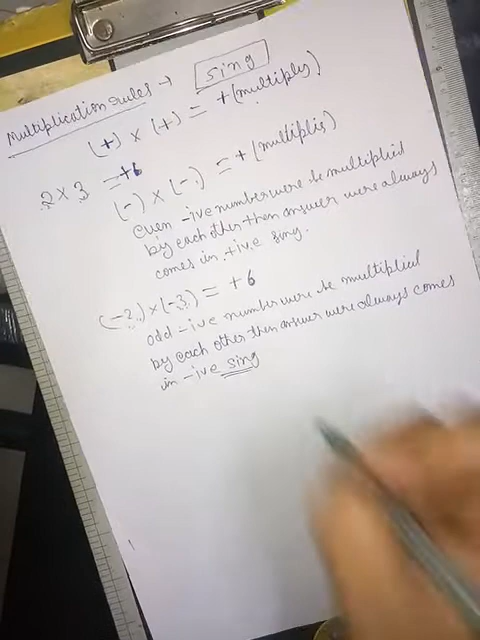 Multiplication rules → sing
(+) × (+) = +(multiply)
2 × 3 = +6
(-) × (-) = +(multiplis)
even -ive number were be multiplied
by each other then answer were always
comes in +ive sing.
(-2) × (-3) = +6
odd -ive number were be multiplied
by each other then answer were always comes
in -ive sing